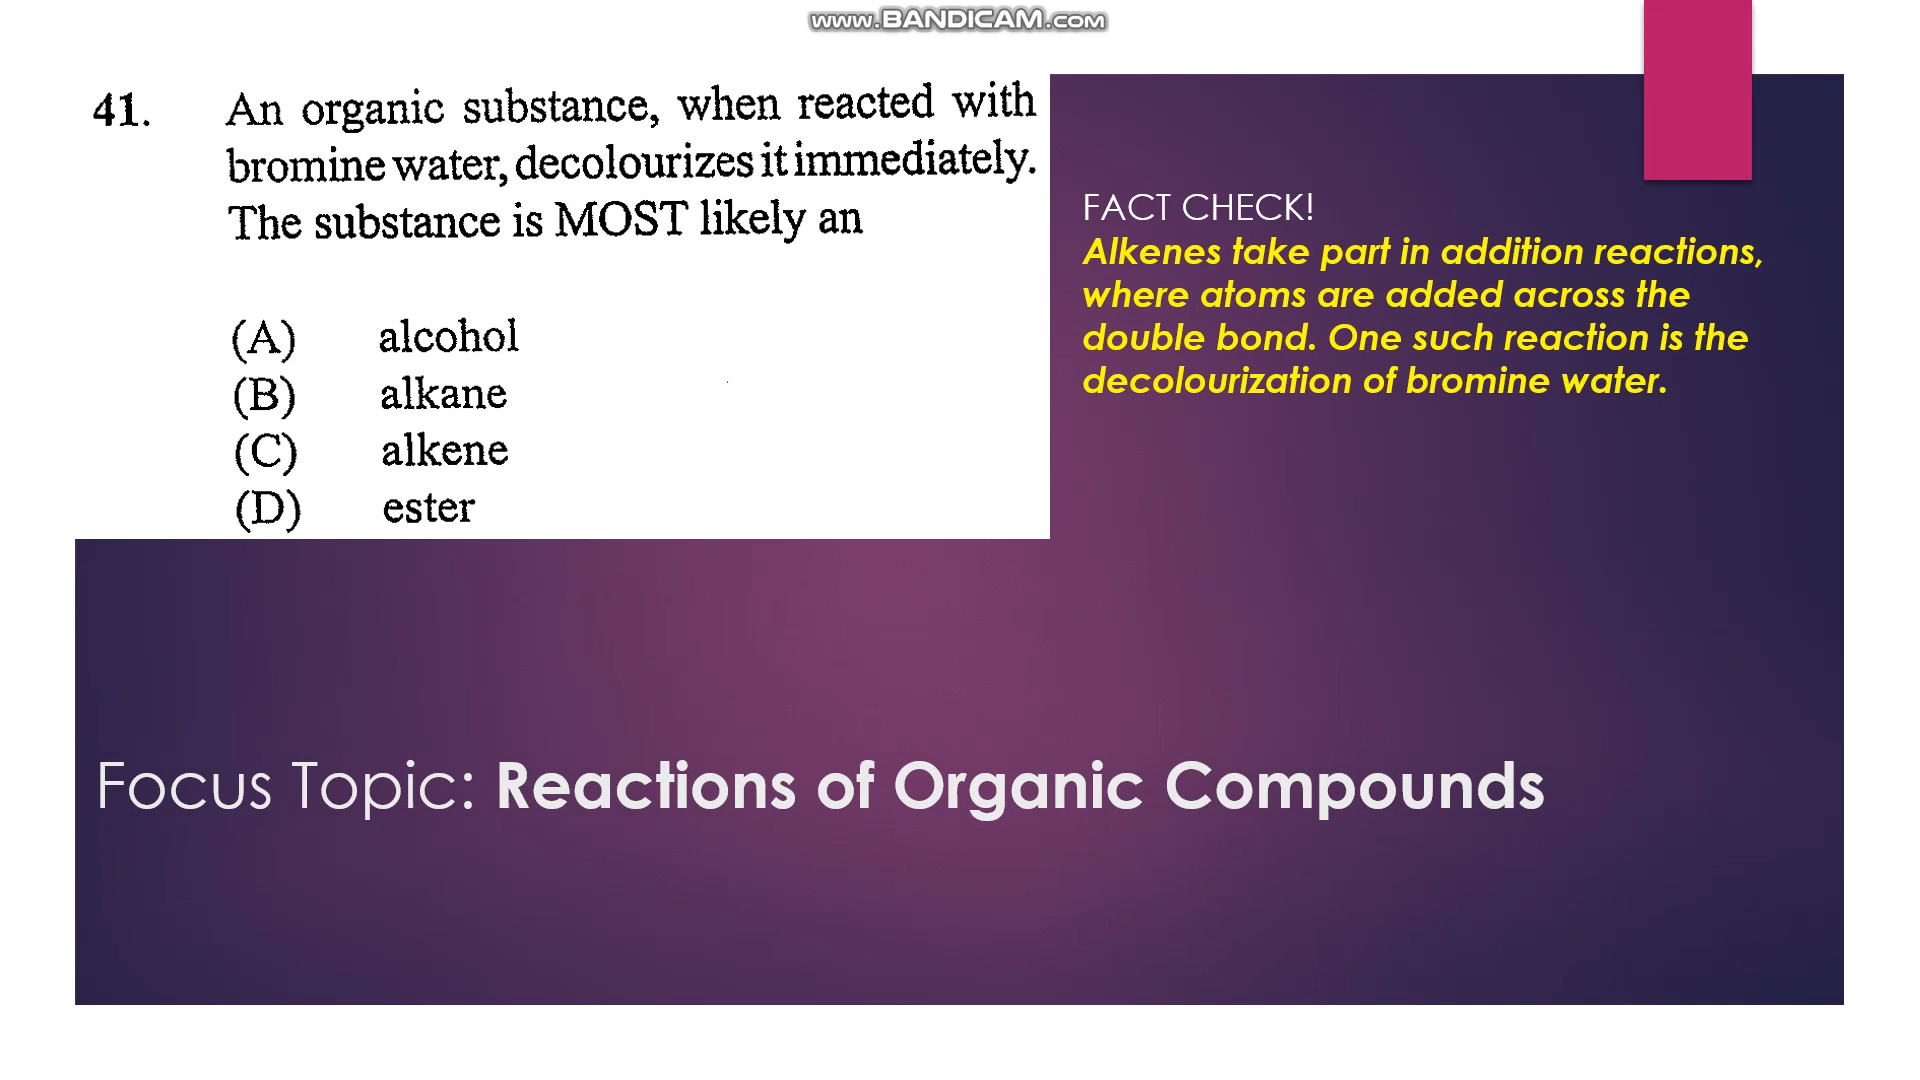 www.BANDICAM.com
41. An organic substance, when reacted with
bromine water, decolourizes it immediately.
The substance is MOST likely an
(A) alcohol
(B) alkane
(C) alkene
(D) ester
FACT CHECK!
Alkenes take part in addition reactions,
where atoms are added across the
double bond. One such reaction is the
decolourization of bromine water.
Focus Topic: Reactions of Organic Compounds